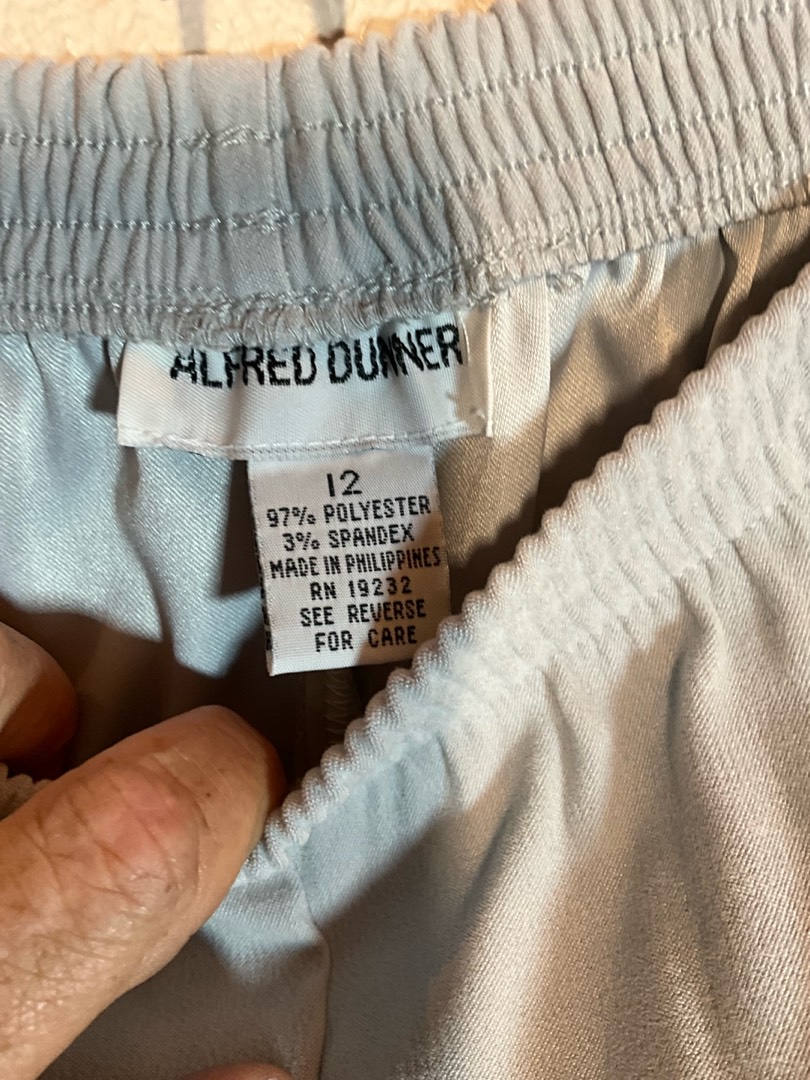 ALFRED DUNNER
12
97% POLYESTER
3% SPANDEX
MADE IN PHILIPPINES
RN 19232
SEE REVERSE
FOR CARE